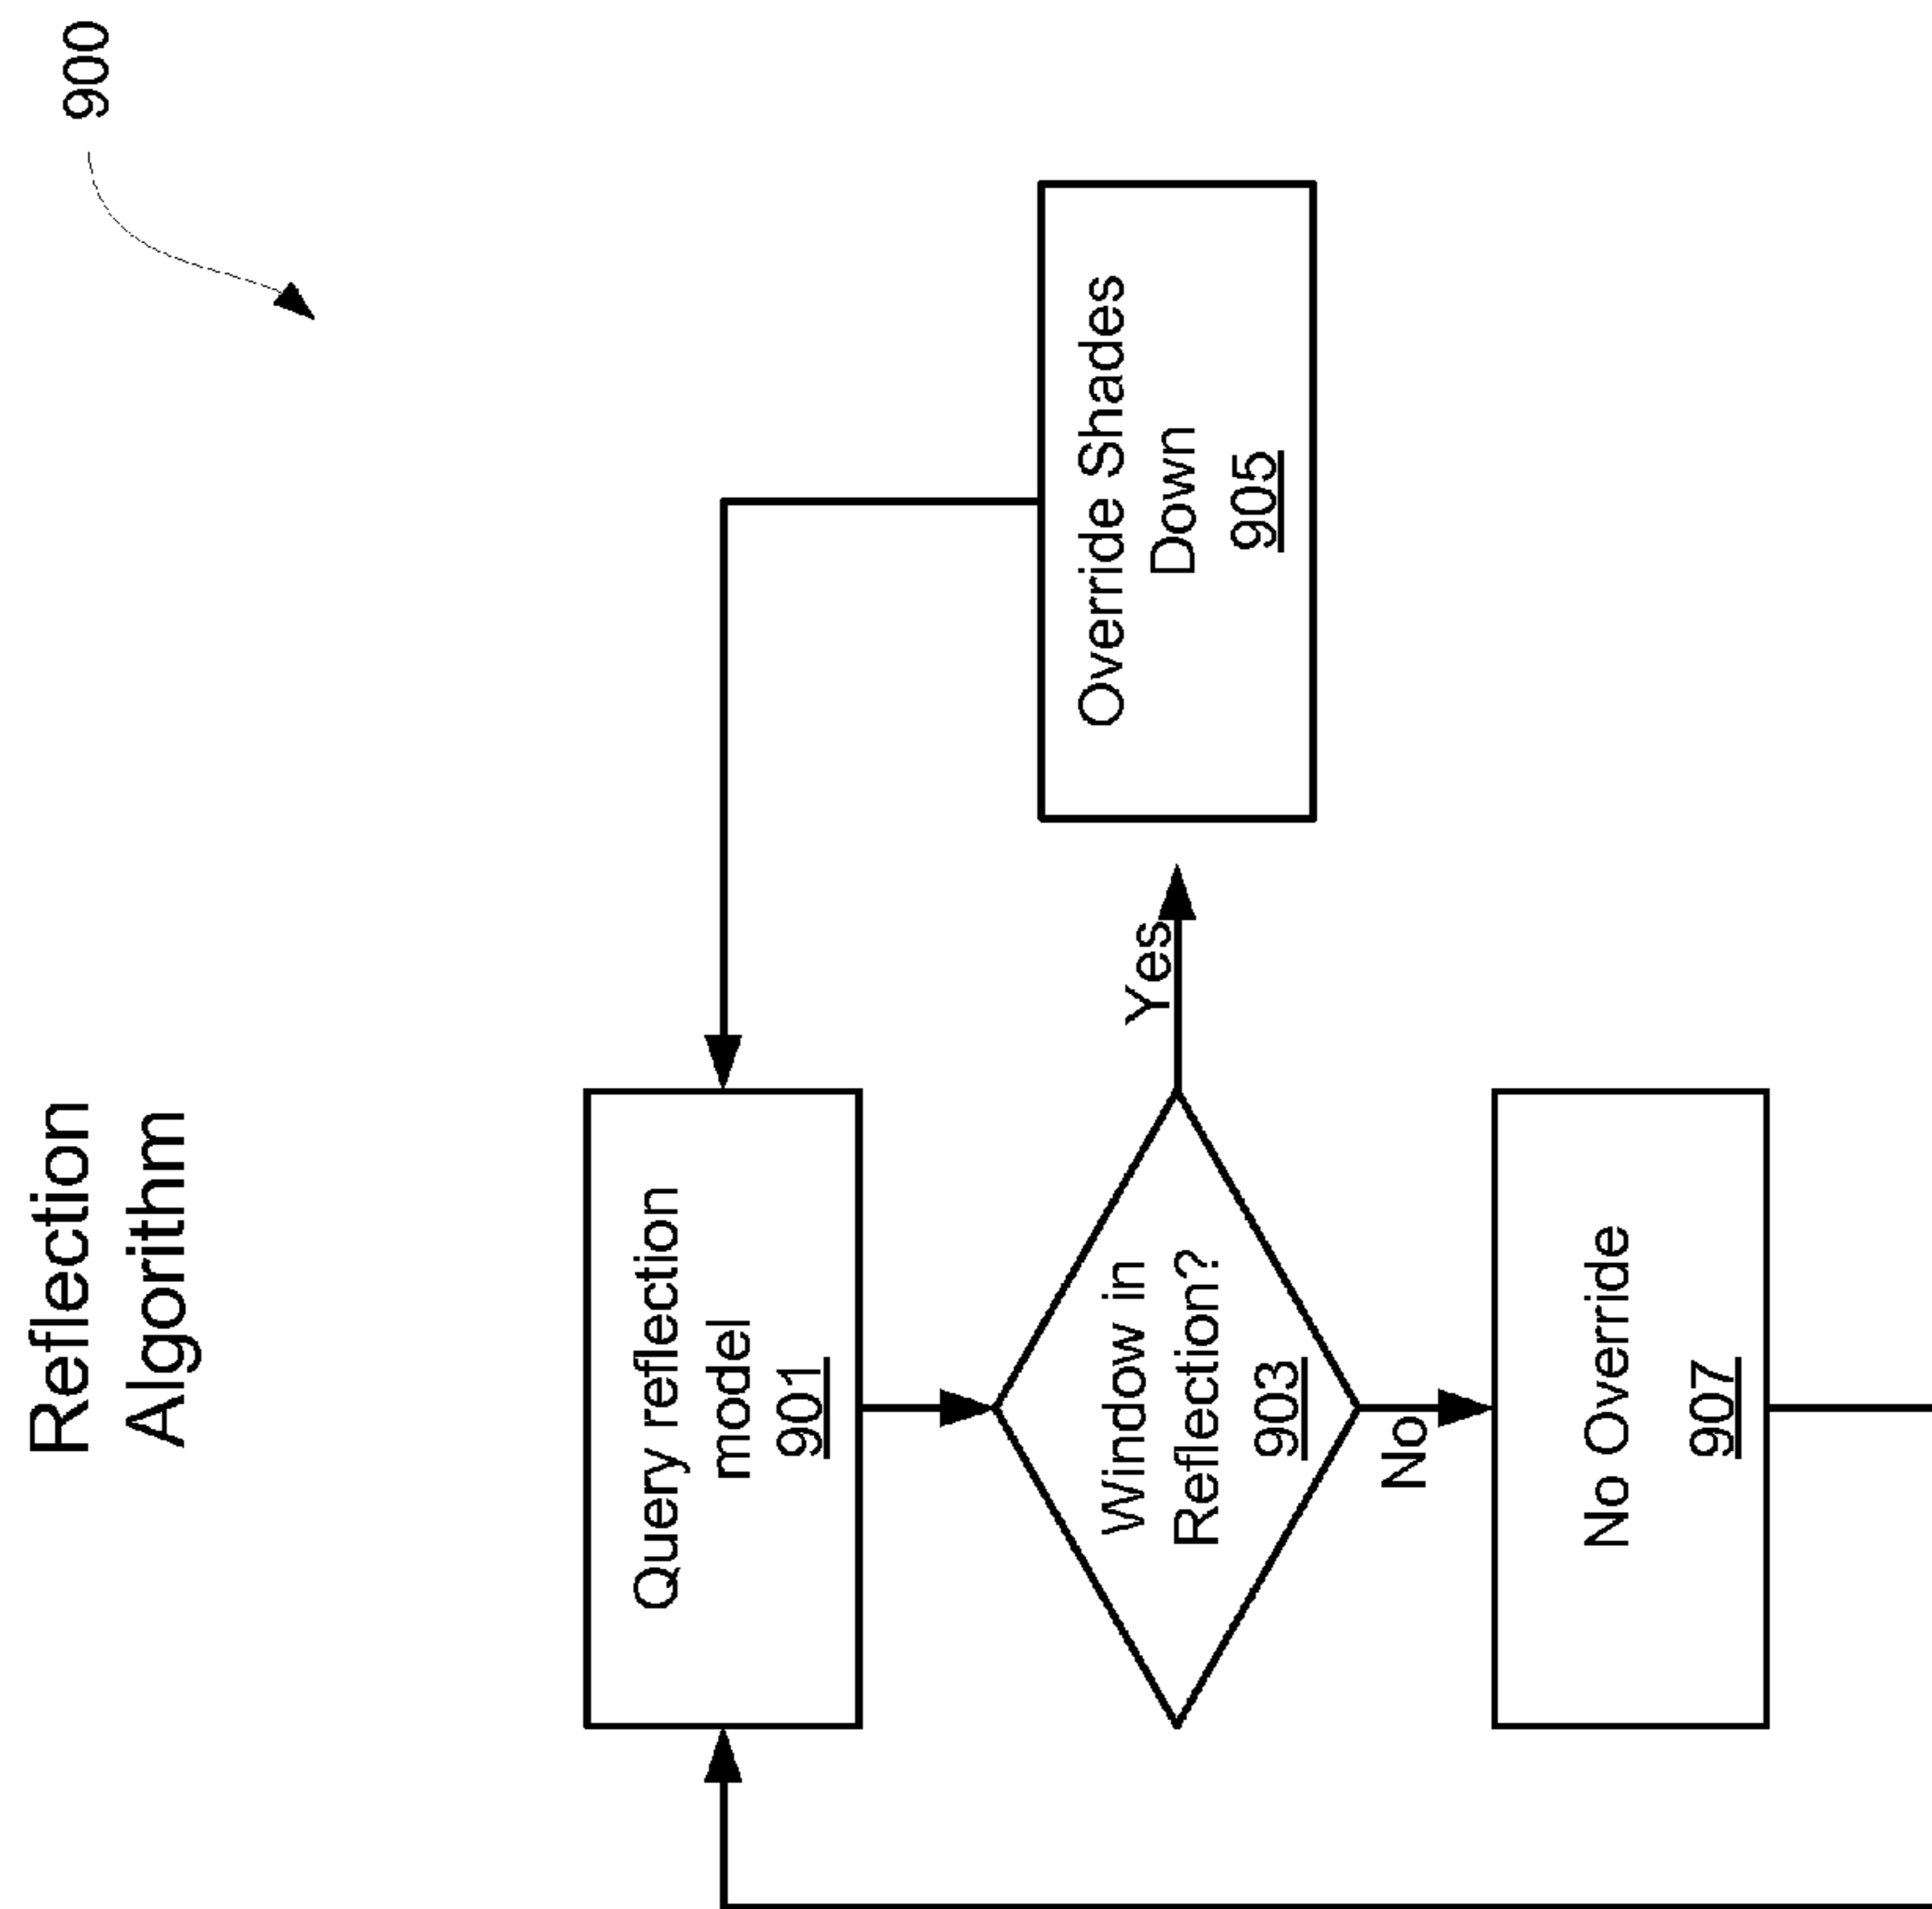 Reflection
Algorithm
900
Query reflection
model
901
Window in
Reflection?
903
Yes
Override Shades
Down
905
No
No Override
907